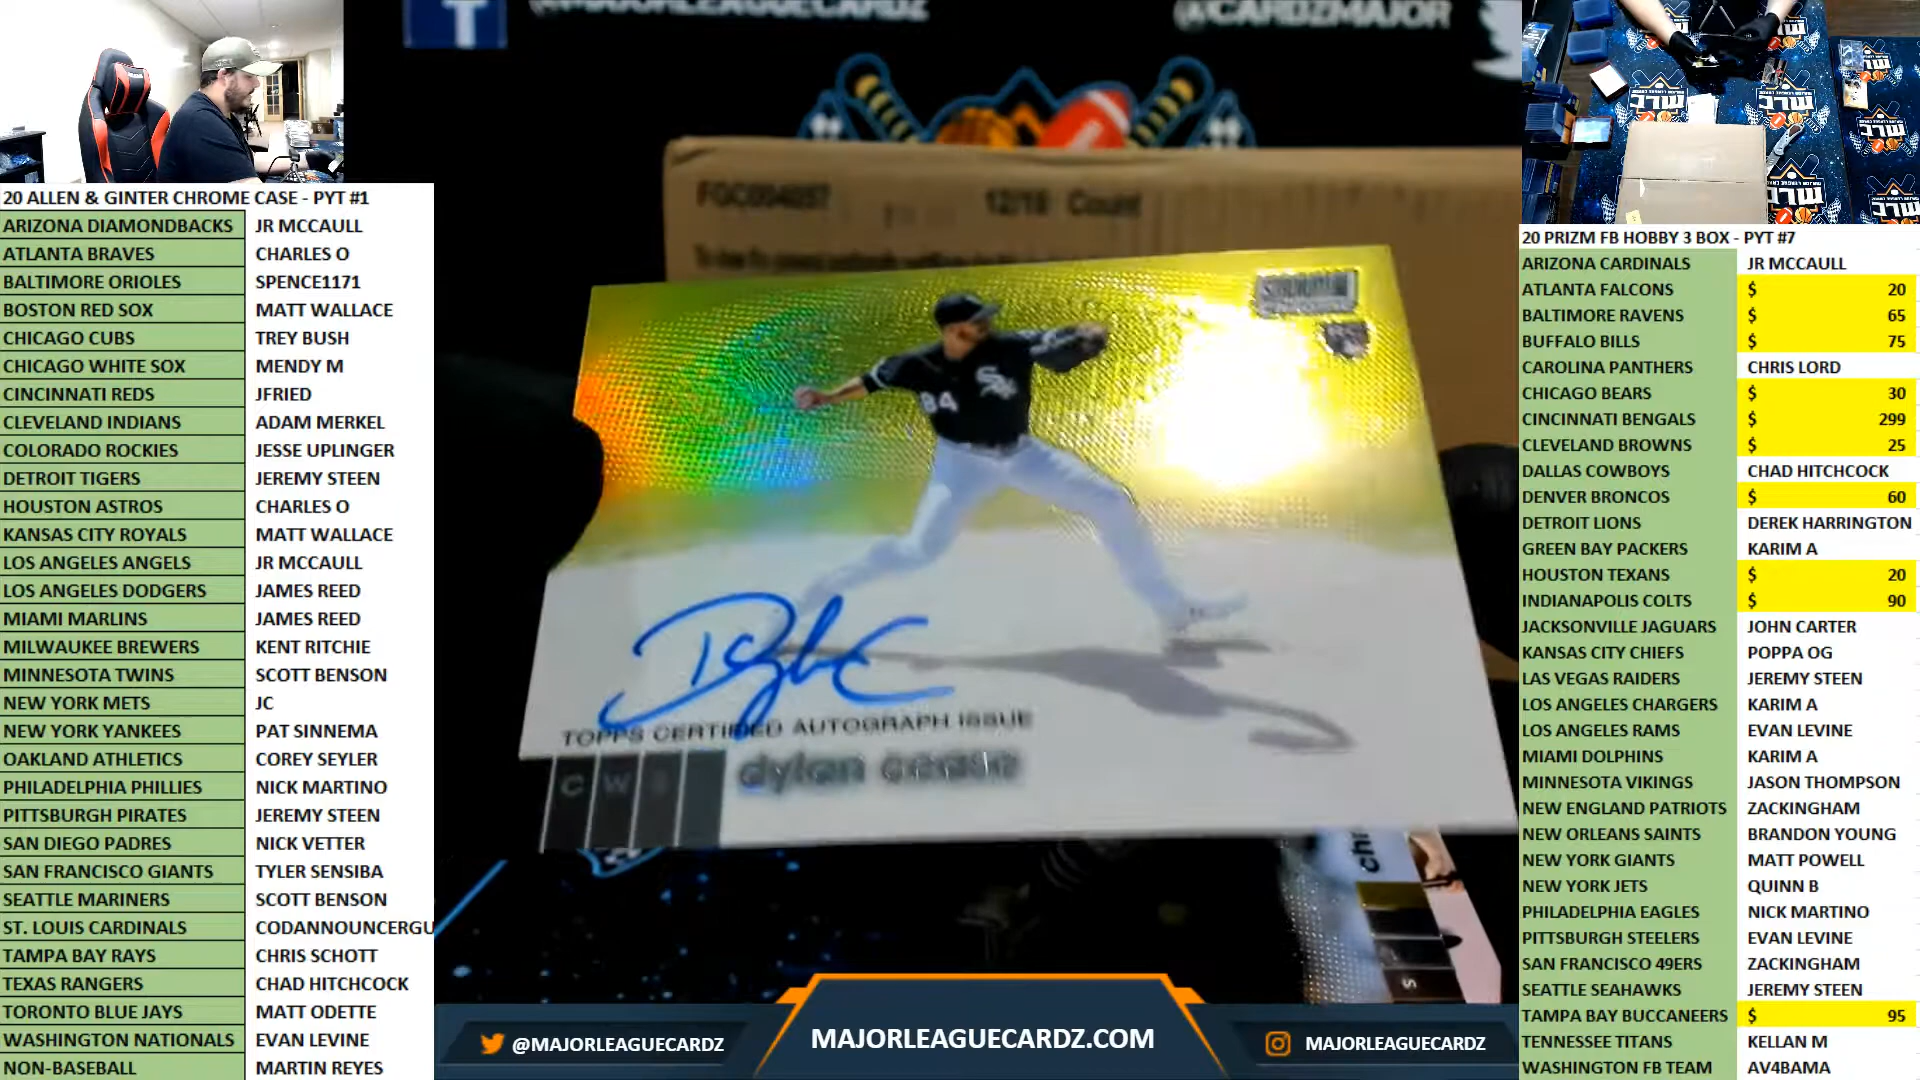 @MAJORLEAGUECARDZ
@CARDZMAJOR
FGC004057
12/16 Count
84
Sox
TOPPS CERTIFIED AUTOGRAPH ISSUE
CWS
dylan cease
20 ALLEN & GINTER CHROME CASE - PYT #1
ARIZONA DIAMONDBACKS JR MCCAULL
ATLANTA BRAVES CHARLES O
BALTIMORE ORIOLES SPENCE1171
BOSTON RED SOX MATT WALLACE
CHICAGO CUBS TREY BUSH
CHICAGO WHITE SOX MENDY M
CINCINNATI REDS JFRIED
CLEVELAND INDIANS ADAM MERKEL
COLORADO ROCKIES JESSE UPLINGER
DETROIT TIGERS JEREMY STEEN
HOUSTON ASTROS CHARLES O
KANSAS CITY ROYALS MATT WALLACE
LOS ANGELES ANGELS JR MCCAULL
LOS ANGELES DODGERS JAMES REED
MIAMI MARLINS JAMES REED
MILWAUKEE BREWERS KENT RITCHIE
MINNESOTA TWINS SCOTT BENSON
NEW YORK METS JC
NEW YORK YANKEES PAT SINNEMA
OAKLAND ATHLETICS COREY SEYLER
PHILADELPHIA PHILLIES NICK MARTINO
PITTSBURGH PIRATES JEREMY STEEN
SAN DIEGO PADRES NICK VETTER
SAN FRANCISCO GIANTS TYLER SENSIBA
SEATTLE MARINERS SCOTT BENSON
ST. LOUIS CARDINALS CODANNOUNCERGU
TAMPA BAY RAYS CHRIS SCHOTT
TEXAS RANGERS CHAD HITCHCOCK
TORONTO BLUE JAYS MATT ODETTE
WASHINGTON NATIONALS EVAN LEVINE
NON-BASEBALL MARTIN REYES
20 PRIZM FB HOBBY 3 BOX - PYT #7
ARIZONA CARDINALS JR MCCAULL
ATLANTA FALCONS $ 20
BALTIMORE RAVENS $ 65
BUFFALO BILLS $ 75
CAROLINA PANTHERS CHRIS LORD
CHICAGO BEARS $ 30
CINCINNATI BENGALS $ 299
CLEVELAND BROWNS $ 25
DALLAS COWBOYS CHAD HITCHCOCK
DENVER BRONCOS $ 60
DETROIT LIONS DEREK HARRINGTON
GREEN BAY PACKERS KARIM A
HOUSTON TEXANS $ 20
INDIANAPOLIS COLTS $ 90
JACKSONVILLE JAGUARS JOHN CARTER
KANSAS CITY CHIEFS POPPA OG
LAS VEGAS RAIDERS JEREMY STEEN
LOS ANGELES CHARGERS KARIM A
LOS ANGELES RAMS EVAN LEVINE
MIAMI DOLPHINS KARIM A
MINNESOTA VIKINGS JASON THOMPSON
NEW ENGLAND PATRIOTS ZACKINGHAM
NEW ORLEANS SAINTS BRANDON YOUNG
NEW YORK GIANTS MATT POWELL
NEW YORK JETS QUINN B
PHILADELPHIA EAGLES NICK MARTINO
PITTSBURGH STEELERS EVAN LEVINE
SAN FRANCISCO 49ERS ZACKINGHAM
SEATTLE SEAHAWKS JEREMY STEEN
TAMPA BAY BUCCANEERS $ 95
TENNESSEE TITANS KELLAN M
WASHINGTON FB TEAM AV4BAMA
@MAJORLEAGUECARDZ
MAJORLEAGUECARDZ.COM
MAJORLEAGUECARDZ